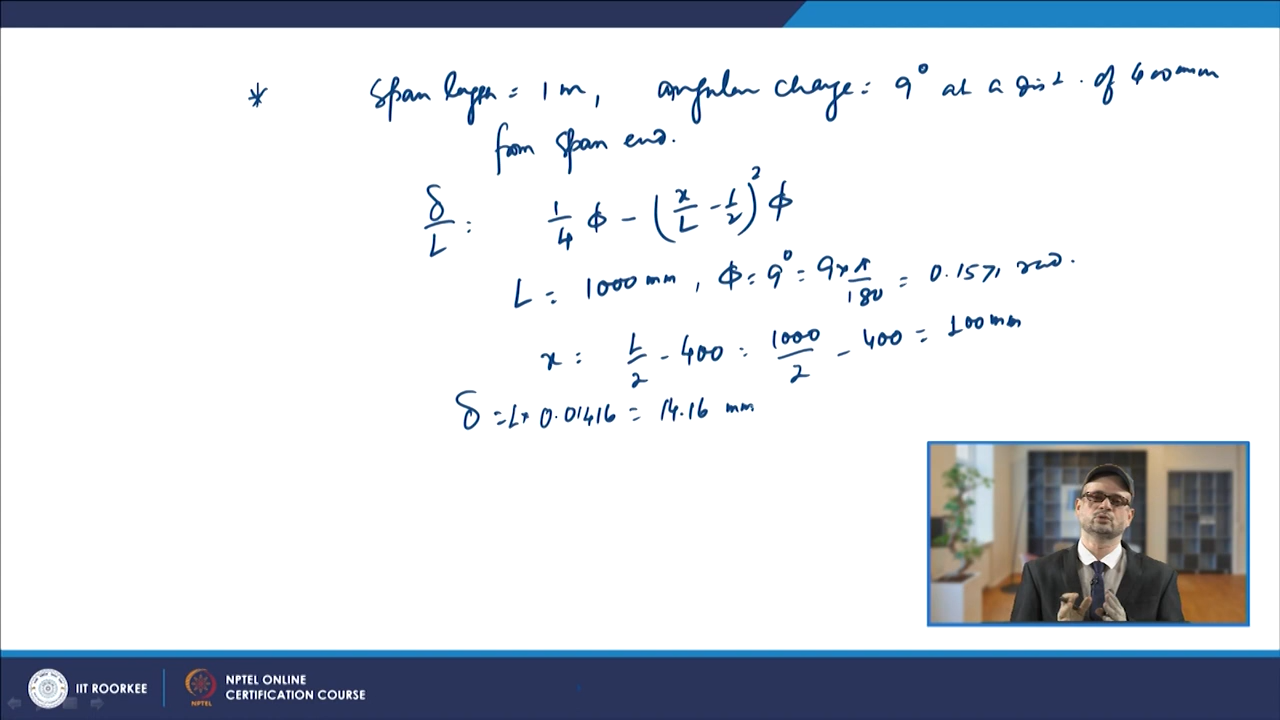 * Span length = 1 m, angular change = 9° at a dist. of 400mm
from span end.
δ/L = 1/4 ϕ - (x/L - 1/2)² ϕ
L = 1000 mm, ϕ = 9° = 9 × π/180 = 0.1571 rad.
x = L/2 - 400 = 1000/2 - 400 = 100 mm
δ = L × 0.01416 = 14.16 mm
IIT ROORKEE
NPTEL
NPTEL ONLINE
CERTIFICATION COURSE